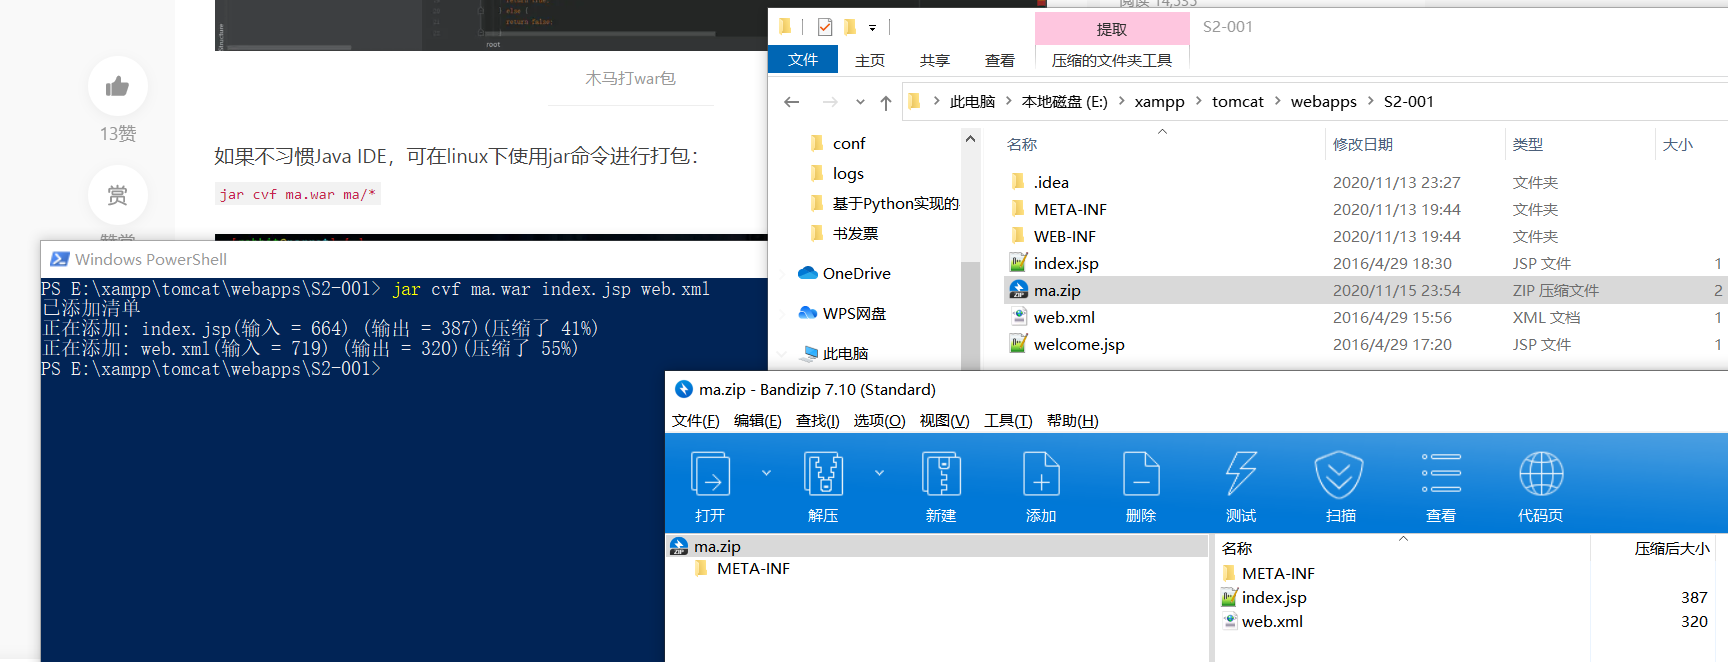 return true;
} else {
return false;
root
木马打war包
13赞
如果不习惯Java IDE，可在linux下使用jar命令进行打包：
赏
jar cvf ma.war ma/*
Windows PowerShell
PS E:\xampp\tomcat\webapps\S2-001> jar cvf ma.war index.jsp web.xml
已添加清单
正在添加: index.jsp(输入 = 664) (输出 = 387)(压缩了 41%)
正在添加: web.xml(输入 = 719) (输出 = 320)(压缩了 55%)
PS E:\xampp\tomcat\webapps\S2-001>
阅读 14,535
提取 S2-001
文件 主页 共享 查看 压缩的文件夹工具
此电脑 本地磁盘 (E:) xampp tomcat webapps S2-001
conf
logs
基于Python实现的
书发票
OneDrive
WPS网盘
此电脑
名称 修改日期 类型 大小
.idea 2020/11/13 23:27 文件夹
META-INF 2020/11/13 19:44 文件夹
WEB-INF 2020/11/13 19:44 文件夹
index.jsp 2016/4/29 18:30 JSP 文件 1
ma.zip 2020/11/15 23:54 ZIP 压缩文件 2
web.xml 2016/4/29 15:56 XML 文档 1
welcome.jsp 2016/4/29 17:20 JSP 文件 1
ma.zip - Bandizip 7.10 (Standard)
文件(F) 编辑(E) 查找(I) 选项(O) 视图(V) 工具(T) 帮助(H)
打开 解压 新建 添加 删除 测试 扫描 查看 代码页
ma.zip
META-INF
名称 压缩后大小
META-INF
index.jsp 387
web.xml 320